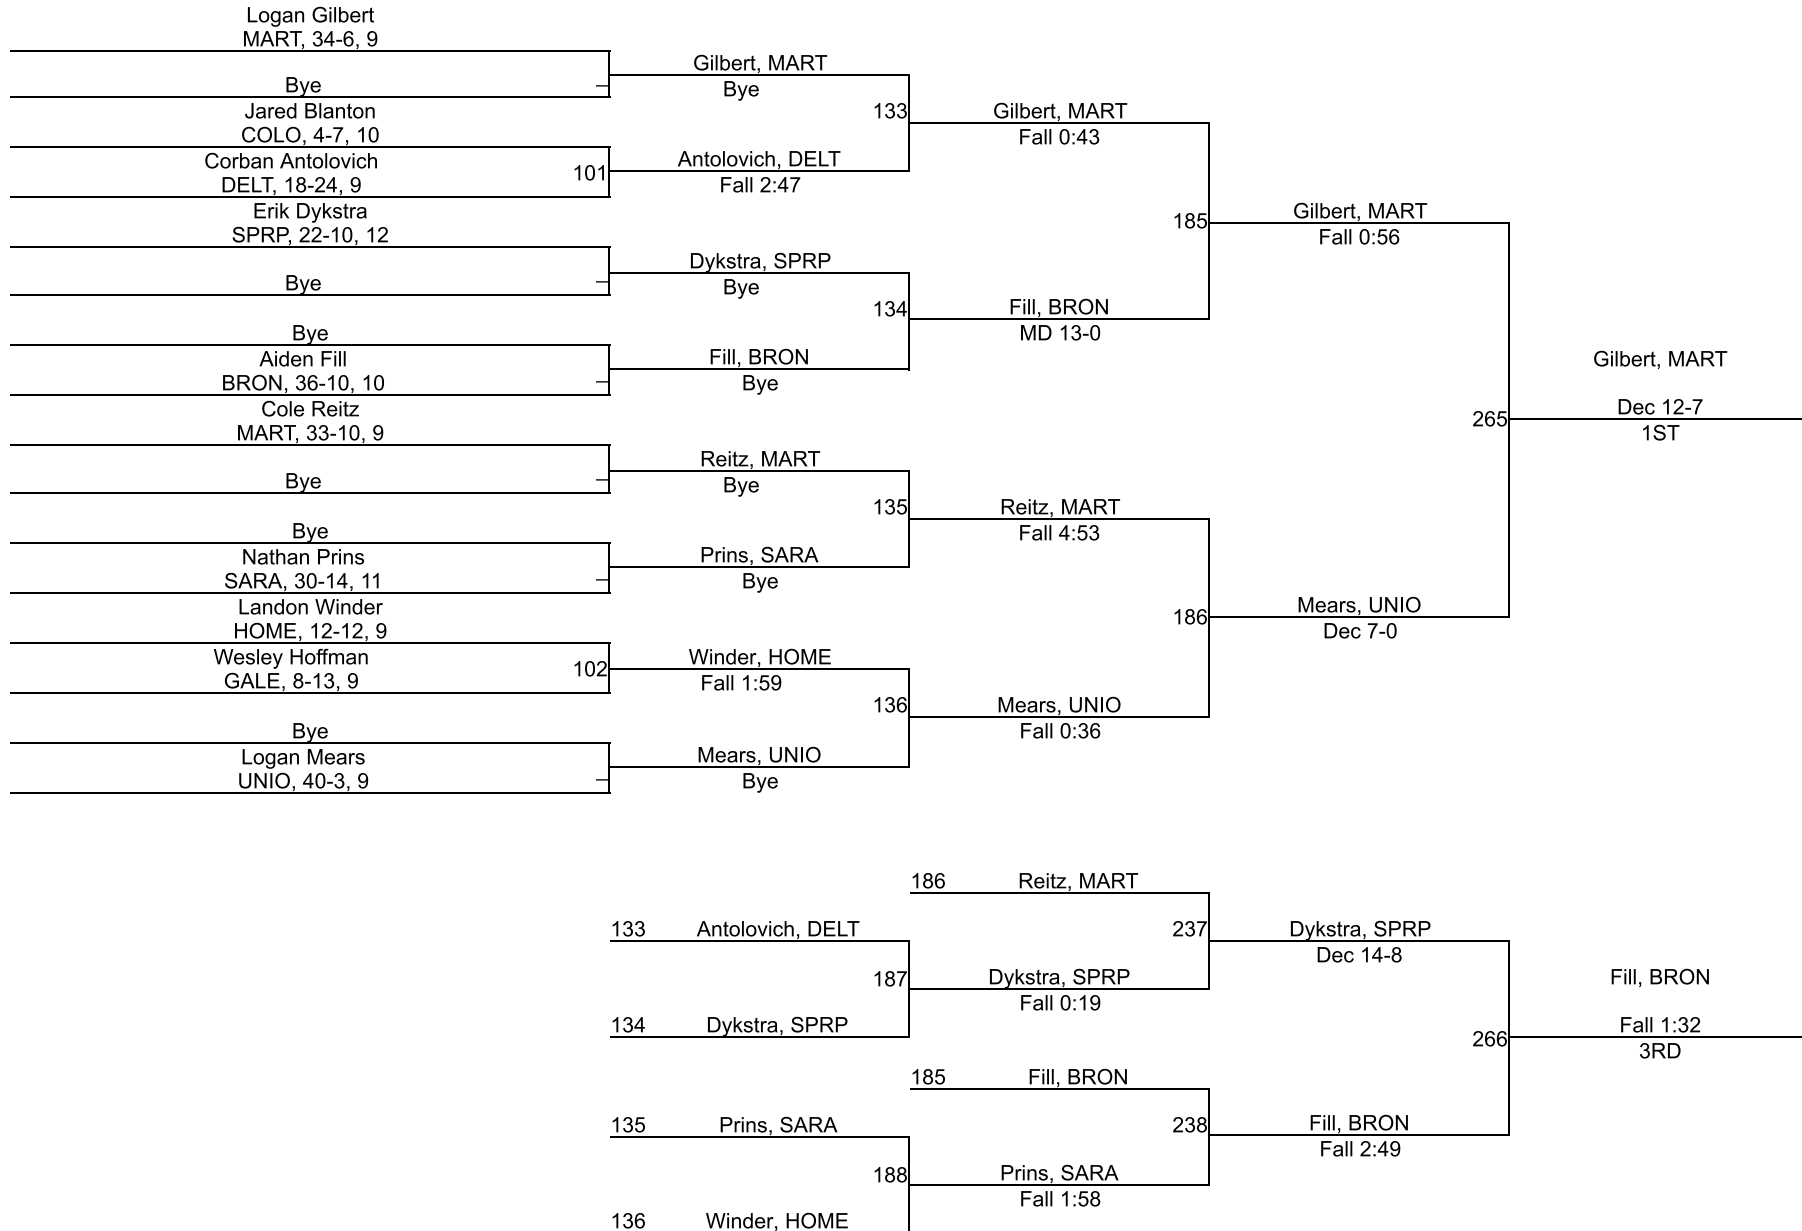 Logan Gilbert
MART, 34-6, 9
Bye
Jared Blanton
COLO, 4-7, 10
Corban Antolovich
DELT, 18-24, 9
101
Erik Dykstra
SPRP, 22-10, 12
Bye
Bye
Aiden Fill
BRON, 36-10, 10
Cole Reitz
MART, 33-10, 9
Bye
Bye
Nathan Prins
SARA, 30-14, 11
Landon Winder
HOME, 12-12, 9
Wesley Hoffman
GALE, 8-13, 9
102
Bye
Logan Mears
UNIO, 40-3, 9
Gilbert, MART
Bye
133
Antolovich, DELT
Fall 2:47
Dykstra, SPRP
Bye
134
Fill, BRON
Bye
Reitz, MART
Bye
135
Prins, SARA
Bye
Winder, HOME
Fall 1:59
136
Mears, UNIO
Bye
Gilbert, MART
Fall 0:43
185
Fill, BRON
MD 13-0
Reitz, MART
Fall 4:53
186
Mears, UNIO
Fall 0:36
Gilbert, MART
Fall 0:56
265
Mears, UNIO
Dec 7-0
Gilbert, MART
Dec 12-7
1ST
186 Reitz, MART
133 Antolovich, DELT
187
134 Dykstra, SPRP
Dykstra, SPRP
Fall 0:19
237
185 Fill, BRON
135 Prins, SARA
188
136 Winder, HOME
Prins, SARA
Fall 1:58
238
Dykstra, SPRP
Dec 14-8
266
Fill, BRON
Fall 2:49
Fill, BRON
Fall 1:32
3RD